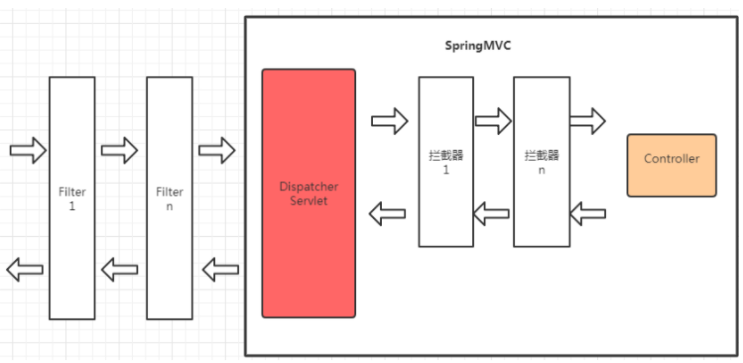 SpringMVC
Filter
1
Filter
n
Dispatcher
Servlet
拦截器
1
拦截器
n
Controller